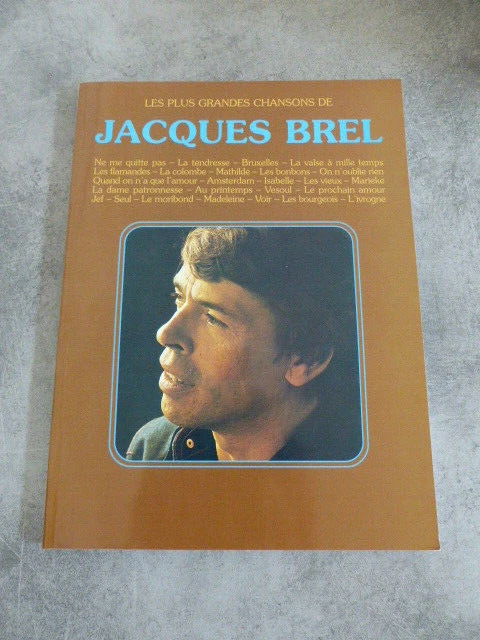 LES PLUS GRANDES CHANSONS DE
JACQUES BREL
Ne me quitte pas – La tendresse – Bruxelles – La valse à mille temps
Les flamandes – La colombe – Mathilde – Les bonbons – On n'oublie rien
Quand on n'a que l'amour – Amsterdam – Isabelle – Les vieux – Marieke
La dame patronnesse – Au printemps – Vesoul – Le prochain amour
Jef – Seul – Le moribond – Madeleine – Voir – Les bourgeois – L'ivrogne